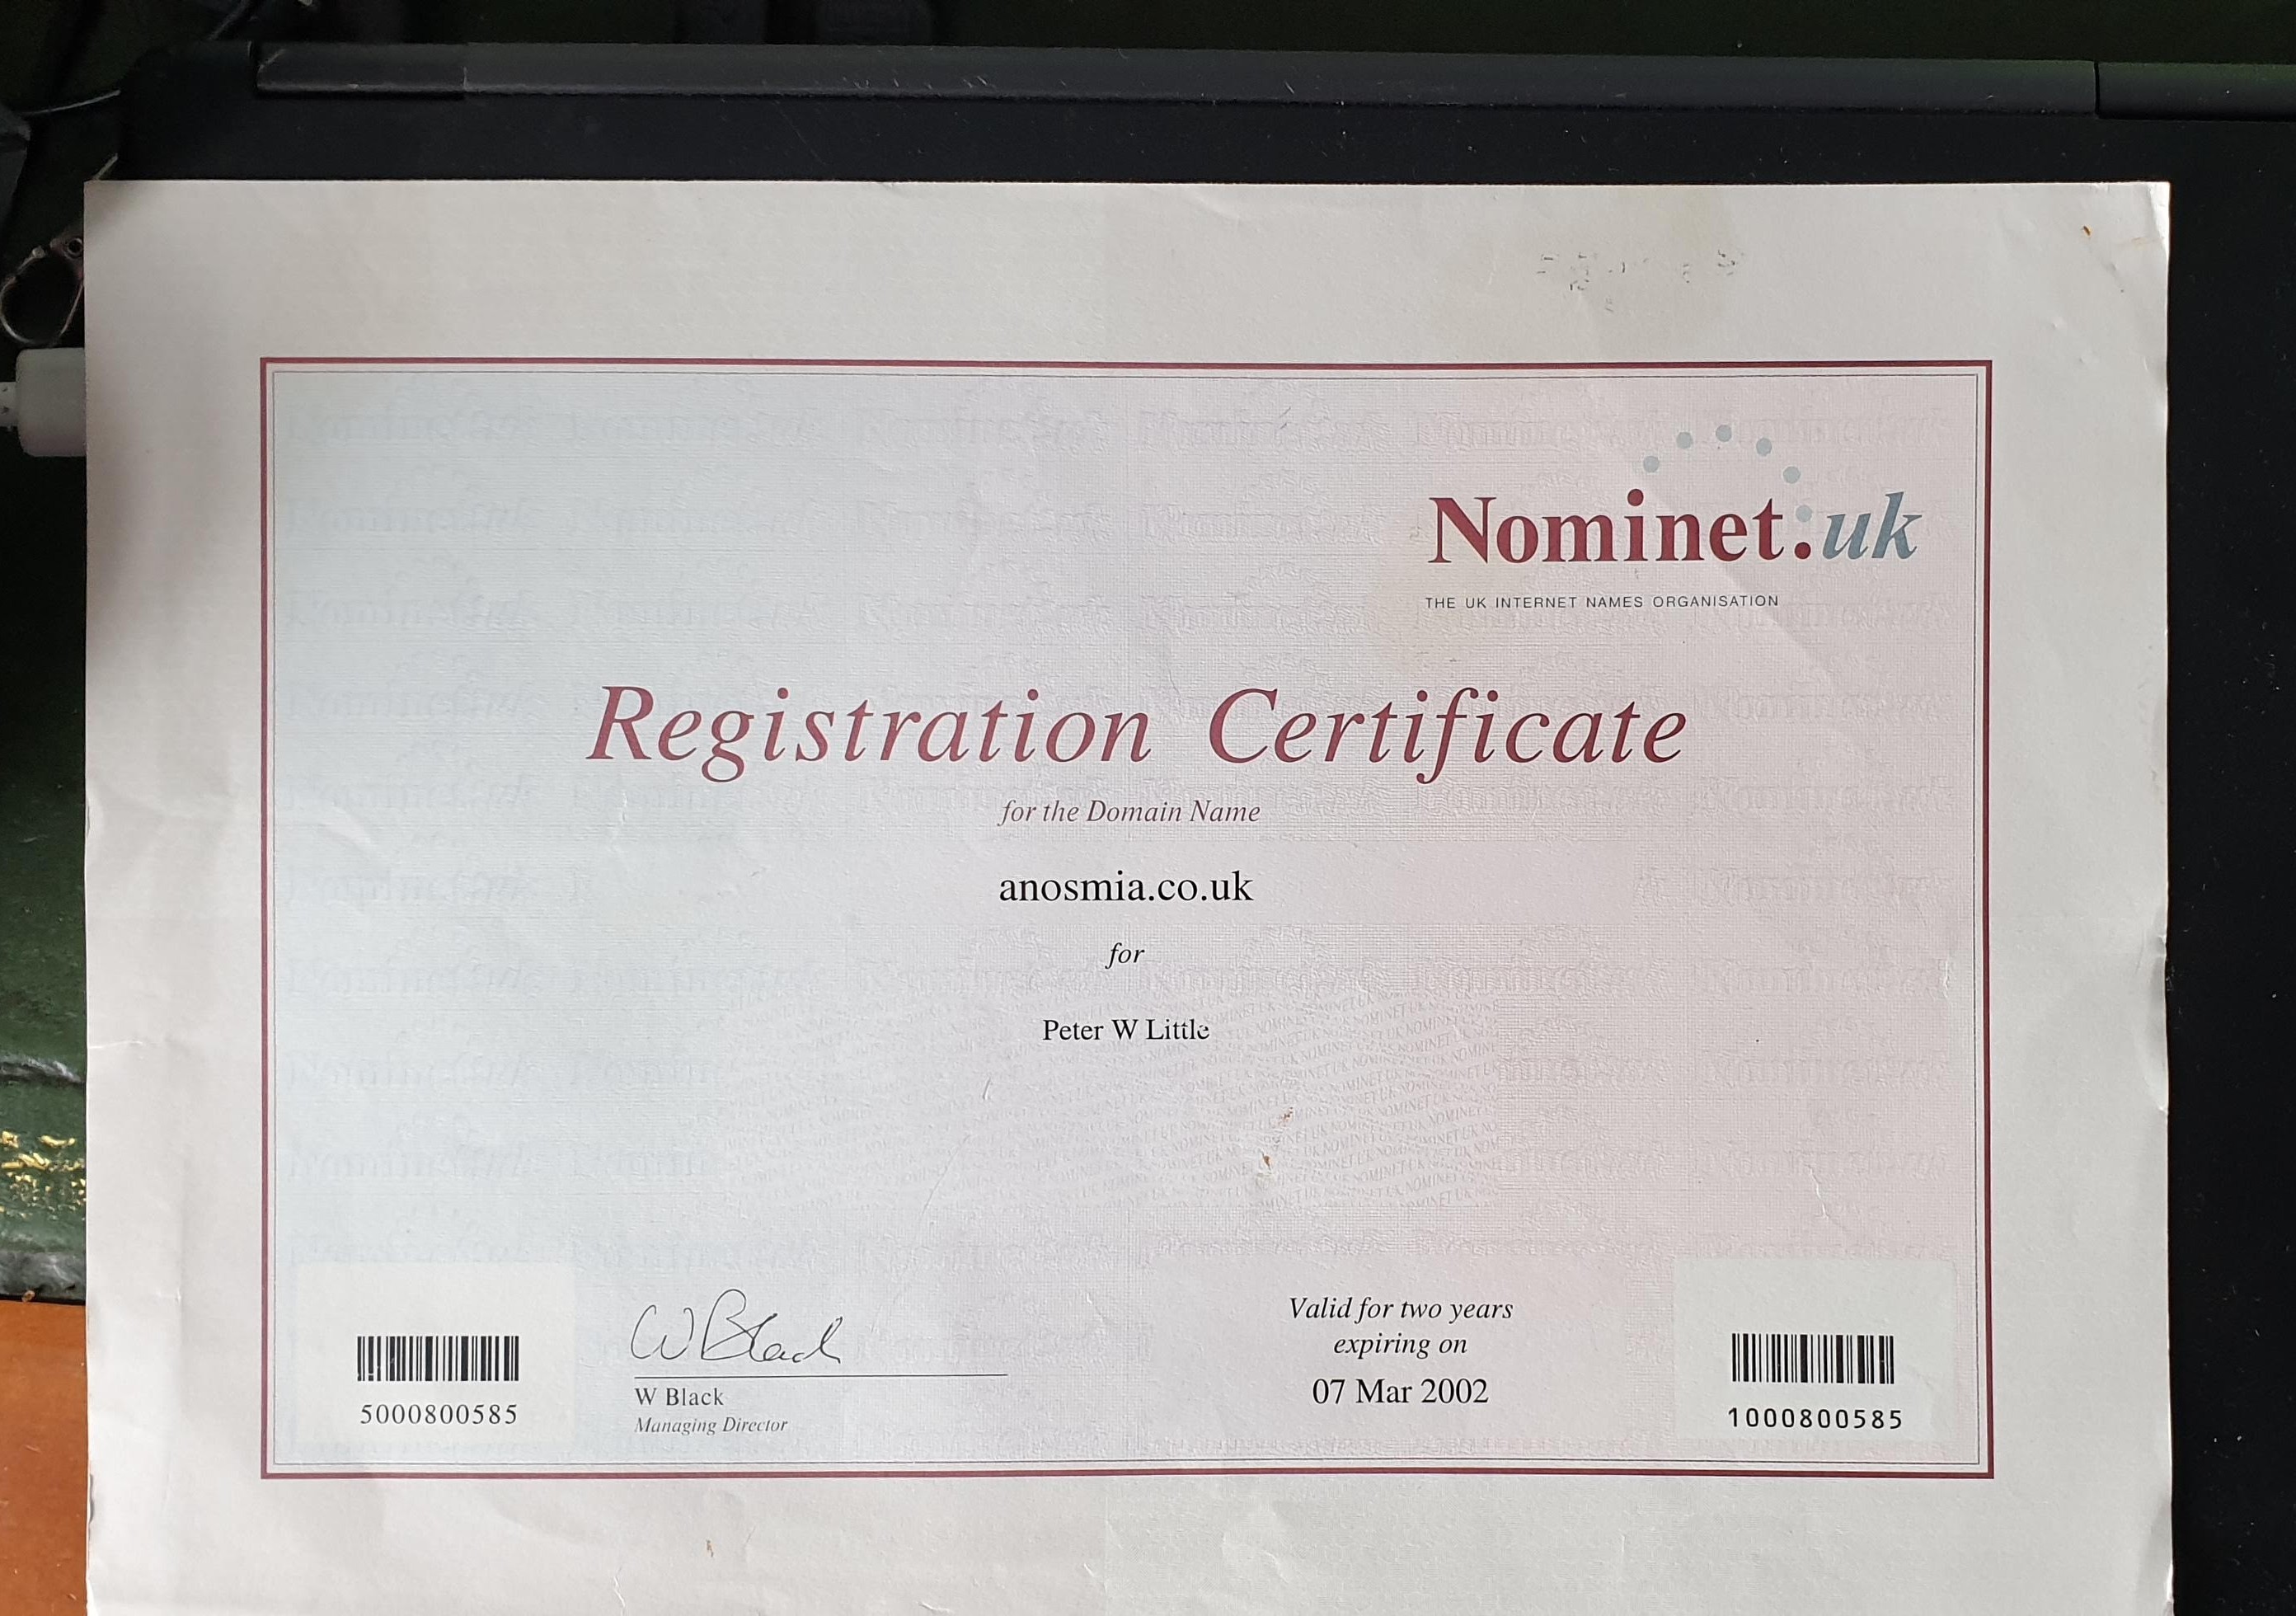 Nominet.uk
THE UK INTERNET NAMES ORGANISATION
Registration Certificate
for the Domain Name
anosmia.co.uk
for
Peter W Little
W Black
W Black
Managing Director
5000800585
Valid for two years
expiring on
07 Mar 2002
1000800585